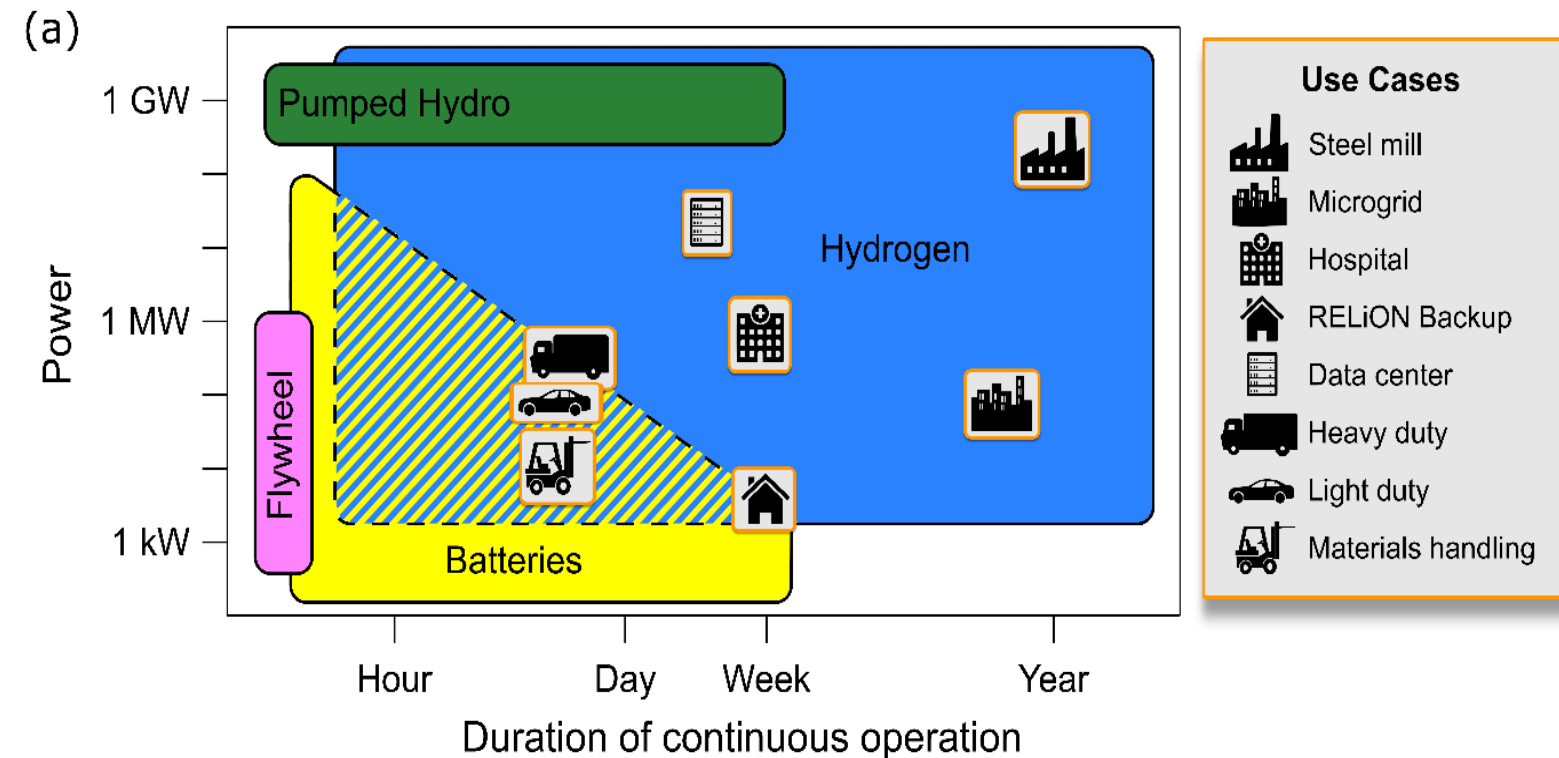 (a)
1 GW
1 MW
1 kW
Power
Pumped Hydro
Hydrogen
Flywheel
Batteries
Hour
Day
Week
Year
Duration of continuous operation
Use Cases
Steel mill
Microgrid
Hospital
RELiON Backup
Data center
Heavy duty
Light duty
Materials handling